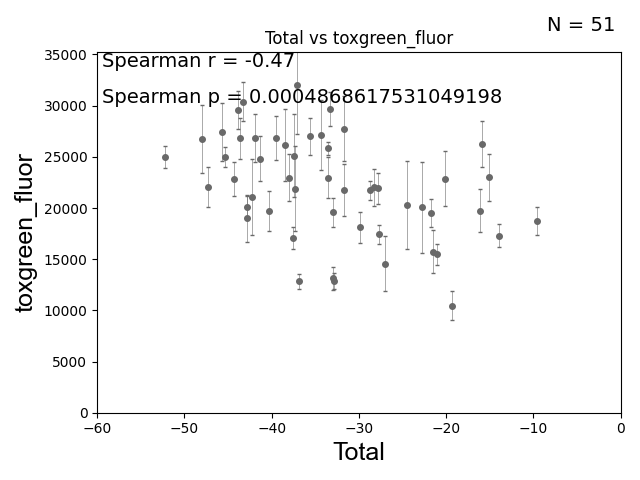 N = 51
Total vs toxgreen_fluor
Spearman r = -0.47
Spearman p = 0.0004868617531049198
toxgreen_fluor
35000
30000
25000
20000
15000
10000
5000
0
−60 −50 −40 −30 −20 −10 0
Total